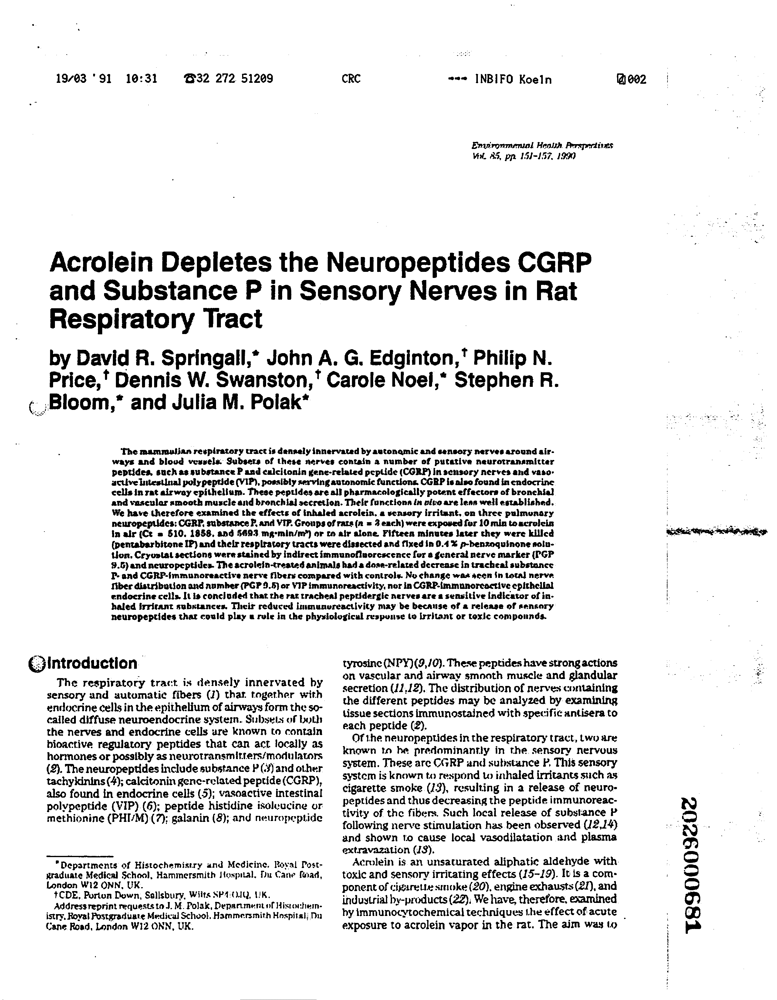 19/03 '91 10:31 ☎32 272 51209 CRC --- INBIFO Koeln 002
Environmental Health Perspectives
Vol. 85, pp. 151-157, 1990
Acrolein Depletes the Neuropeptides CGRP
and Substance P in Sensory Nerves in Rat
Respiratory Tract
by David R. Springall,* John A. G. Edginton,† Philip N.
Price,† Dennis W. Swanston,† Carole Noel,* Stephen R.
Bloom,* and Julia M. Polak*
The mammalian respiratory tract is densely innervated by autonomic and sensory nerves around air-
ways and blood vessels. Subsets of these nerves contain a number of putative neurotransmitter
peptides, such as substance P and calcitonin gene-related peptide (CGRP) in sensory nerves and vaso-
active intestinal polypeptide (VIP), possibly serving autonomic functions. CGRP is also found in endocrine
cells in rat airway epithelium. These peptides are all pharmacologically potent effectors of bronchial
and vascular smooth muscle and bronchial secretion. Their functions in vivo are less well established.
We have therefore examined the effects of inhaled acrolein, a sensory irritant, on three pulmonary
neuropeptides: CGRP, substance P, and VIP. Groups of rats (n = 3 each) were exposed for 10 min to acrolein
in air (Ct = 510, 1858, and 5693 mg·min/m³) or to air alone. Fifteen minutes later they were killed
(pentabarbitone IP) and their respiratory tracts were dissected and fixed in 0.4 % p-benzoquinone solu-
tion. Cryostat sections were stained by indirect immunofluorescence for a general nerve marker (PGP
9.5) and neuropeptides. The acrolein-treated animals had a dose-related decrease in tracheal substance
P- and CGRP-immunoreactive nerve fibers compared with controls. No change was seen in total nerve
fiber distribution and number (PGP 9.5) or VIP immunoreactivity, nor in CGRP-immunoreactive epithelial
endocrine cells. It is concluded that the rat tracheal peptidergic nerves are a sensitive indicator of in-
haled irritant substances. Their reduced immunoreactivity may be because of a release of sensory
neuropeptides that could play a role in the physiological response to irritant or toxic compounds.
Introduction
The respiratory tract is densely innervated by
sensory and automatic fibers (1) that together with
endocrine cells in the epithelium of airways form the so-
called diffuse neuroendocrine system. Subsets of both
the nerves and endocrine cells are known to contain
bioactive regulatory peptides that can act locally as
hormones or possibly as neurotransmitters/modulators
(2). The neuropeptides include substance P (3) and other
tachykinins (4); calcitonin gene-related peptide (CGRP),
also found in endocrine cells (5); vasoactive intestinal
polypeptide (VIP) (6); peptide histidine isoleucine or
methionine (PHI/M) (7); galanin (8); and neuropeptide
*Departments of Histochemistry and Medicine, Royal Post-
graduate Medical School, Hammersmith Hospital, Du Cane Road,
London W12 ONN, UK.
†CDE, Porton Down, Salisbury, Wilts SP4 OJQ, UK.
Address reprint requests to J. M. Polak, Department of Histochem-
istry, Royal Postgraduate Medical School, Hammersmith Hospital, Du
Cane Road, London W12 ONN, UK.
tyrosine (NPY) (9,10). These peptides have strong actions
on vascular and airway smooth muscle and glandular
secretion (11,12). The distribution of nerves containing
the different peptides may be analyzed by examining
tissue sections immunostained with specific antisera to
each peptide (2).
Of the neuropeptides in the respiratory tract, two are
known to be predominantly in the sensory nervous
system. These are CGRP and substance P. This sensory
system is known to respond to inhaled irritants such as
cigarette smoke (13), resulting in a release of neuro-
peptides and thus decreasing the peptide immunoreac-
tivity of the fibers. Such local release of substance P
following nerve stimulation has been observed (12,14)
and shown to cause local vasodilatation and plasma
extravazation (13).
Acrolein is an unsaturated aliphatic aldehyde with
toxic and sensory irritating effects (15-19). It is a com-
ponent of cigarette smoke (20), engine exhausts (21), and
industrial by-products (22). We have, therefore, examined
by immunocytochemical techniques the effect of acute
exposure to acrolein vapor in the rat. The aim was to
2026000681